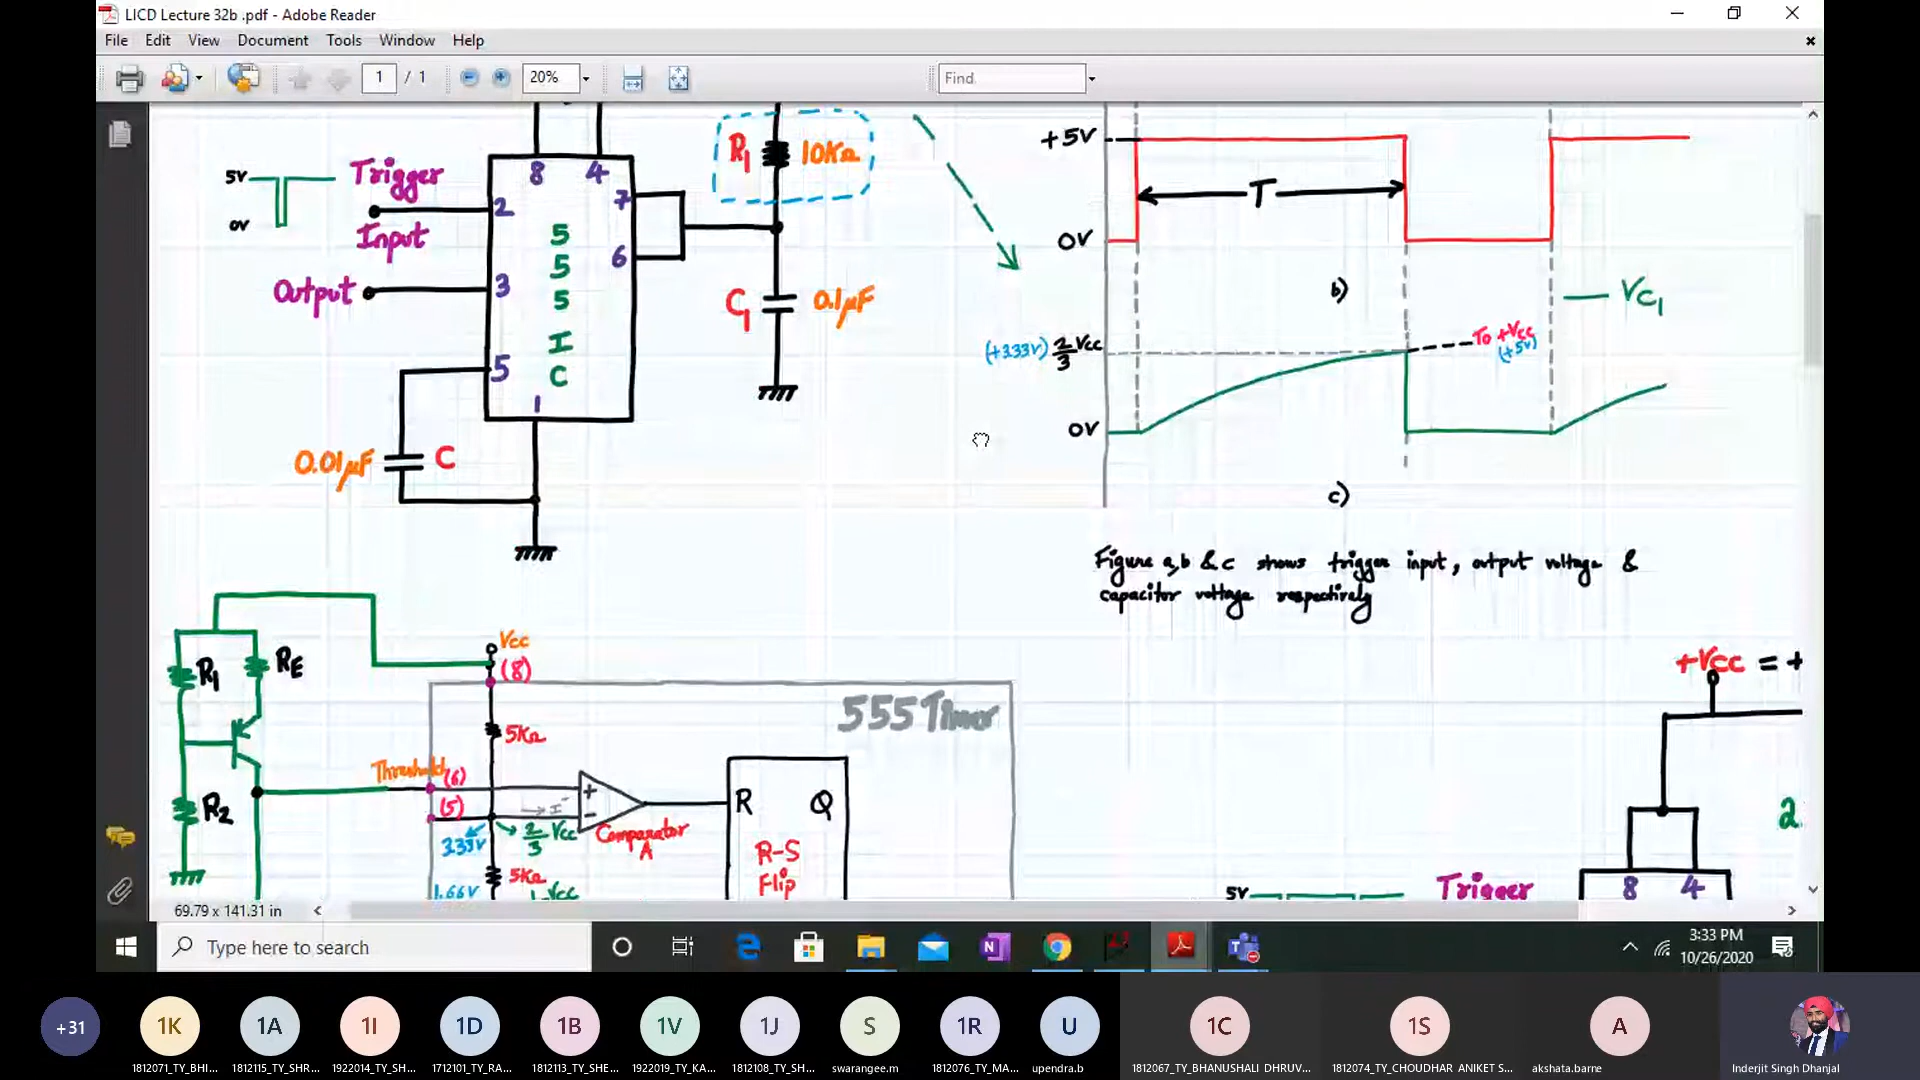 LICD Lecture 32b .pdf - Adobe Reader
File Edit View Document Tools Window Help
1 / 1
20%
Find
R1 10KΩ
5V
0V
Trigger
Input
Output
8 4
2
7
6
3
5
1
5
5
5
I
C
C1 0.1μF
0.01μF C
+5V
T
0V
b)
VC1
(+3.33V) 2/3 Vcc
To +Vcc
(+5V)
0V
c)
Figure a,b & c shows trigger input, output voltage &
capacitor voltage respectively
R1
RE
R2
Vcc
(8)
555 Timer
5KΩ
Threshold (6)
(5)
+
-
I-
3.33V
2/3 Vcc
Comparator
A
R Q
R-S
Flip
5KΩ
1.66V
+Vcc = +
2.
5V
Trigger
8 4
69.79 x 141.31 in
Type here to search
3:33 PM
10/26/2020
+31
1K
1A
1I
1D
1B
1V
1J
S
1R
U
1C
1S
A
1812071_TY_BHI...
1812115_TY_SHR...
1922014_TY_SH...
1712101_TY_RA...
1812113_TY_SHE...
1922019_TY_KA...
1812108_TY_SH...
swarangee.m
1812076_TY_MA...
upendra.b
1812067_TY_BHANUSHALI DHRUV...
1812074_TY_CHOUDHAR ANIKET S...
akshata.barne
Inderjit Singh Dhanjal